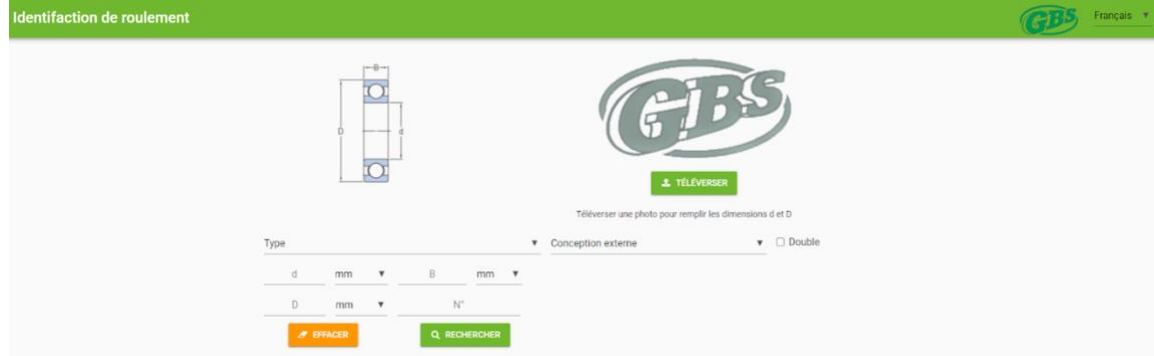 Identifaction de roulement
GBS
Français
B
D
d
GBS
TÉLÉVERSER
Téléverser une photo pour remplir les dimensions d et D
Type
Conception externe
Double
d mm B mm
D mm N°
EFFACER
RECHERCHER